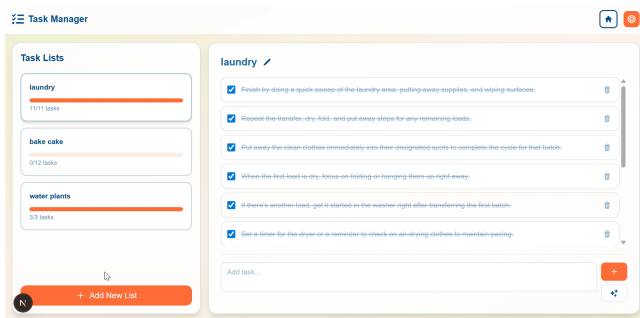 Task Manager
Task Lists
laundry
11/11 tasks
bake cake
0/12 tasks
water plants
3/3 tasks
+ Add New List
N
laundry
Finish by doing a quick sweep of the laundry area, putting away supplies, and wiping surfaces.
Repeat the transfer, dry, fold, and put away steps for any remaining loads.
Put away the clean clothes immediately into their designated spots to complete the cycle for that batch.
When the first load is dry, focus on folding or hanging them up right away.
If there's another load, get it started in the washer right after transferring the first batch.
Set a timer for the dryer or a reminder to check on air-drying clothes to maintain pacing.
Add task...
+